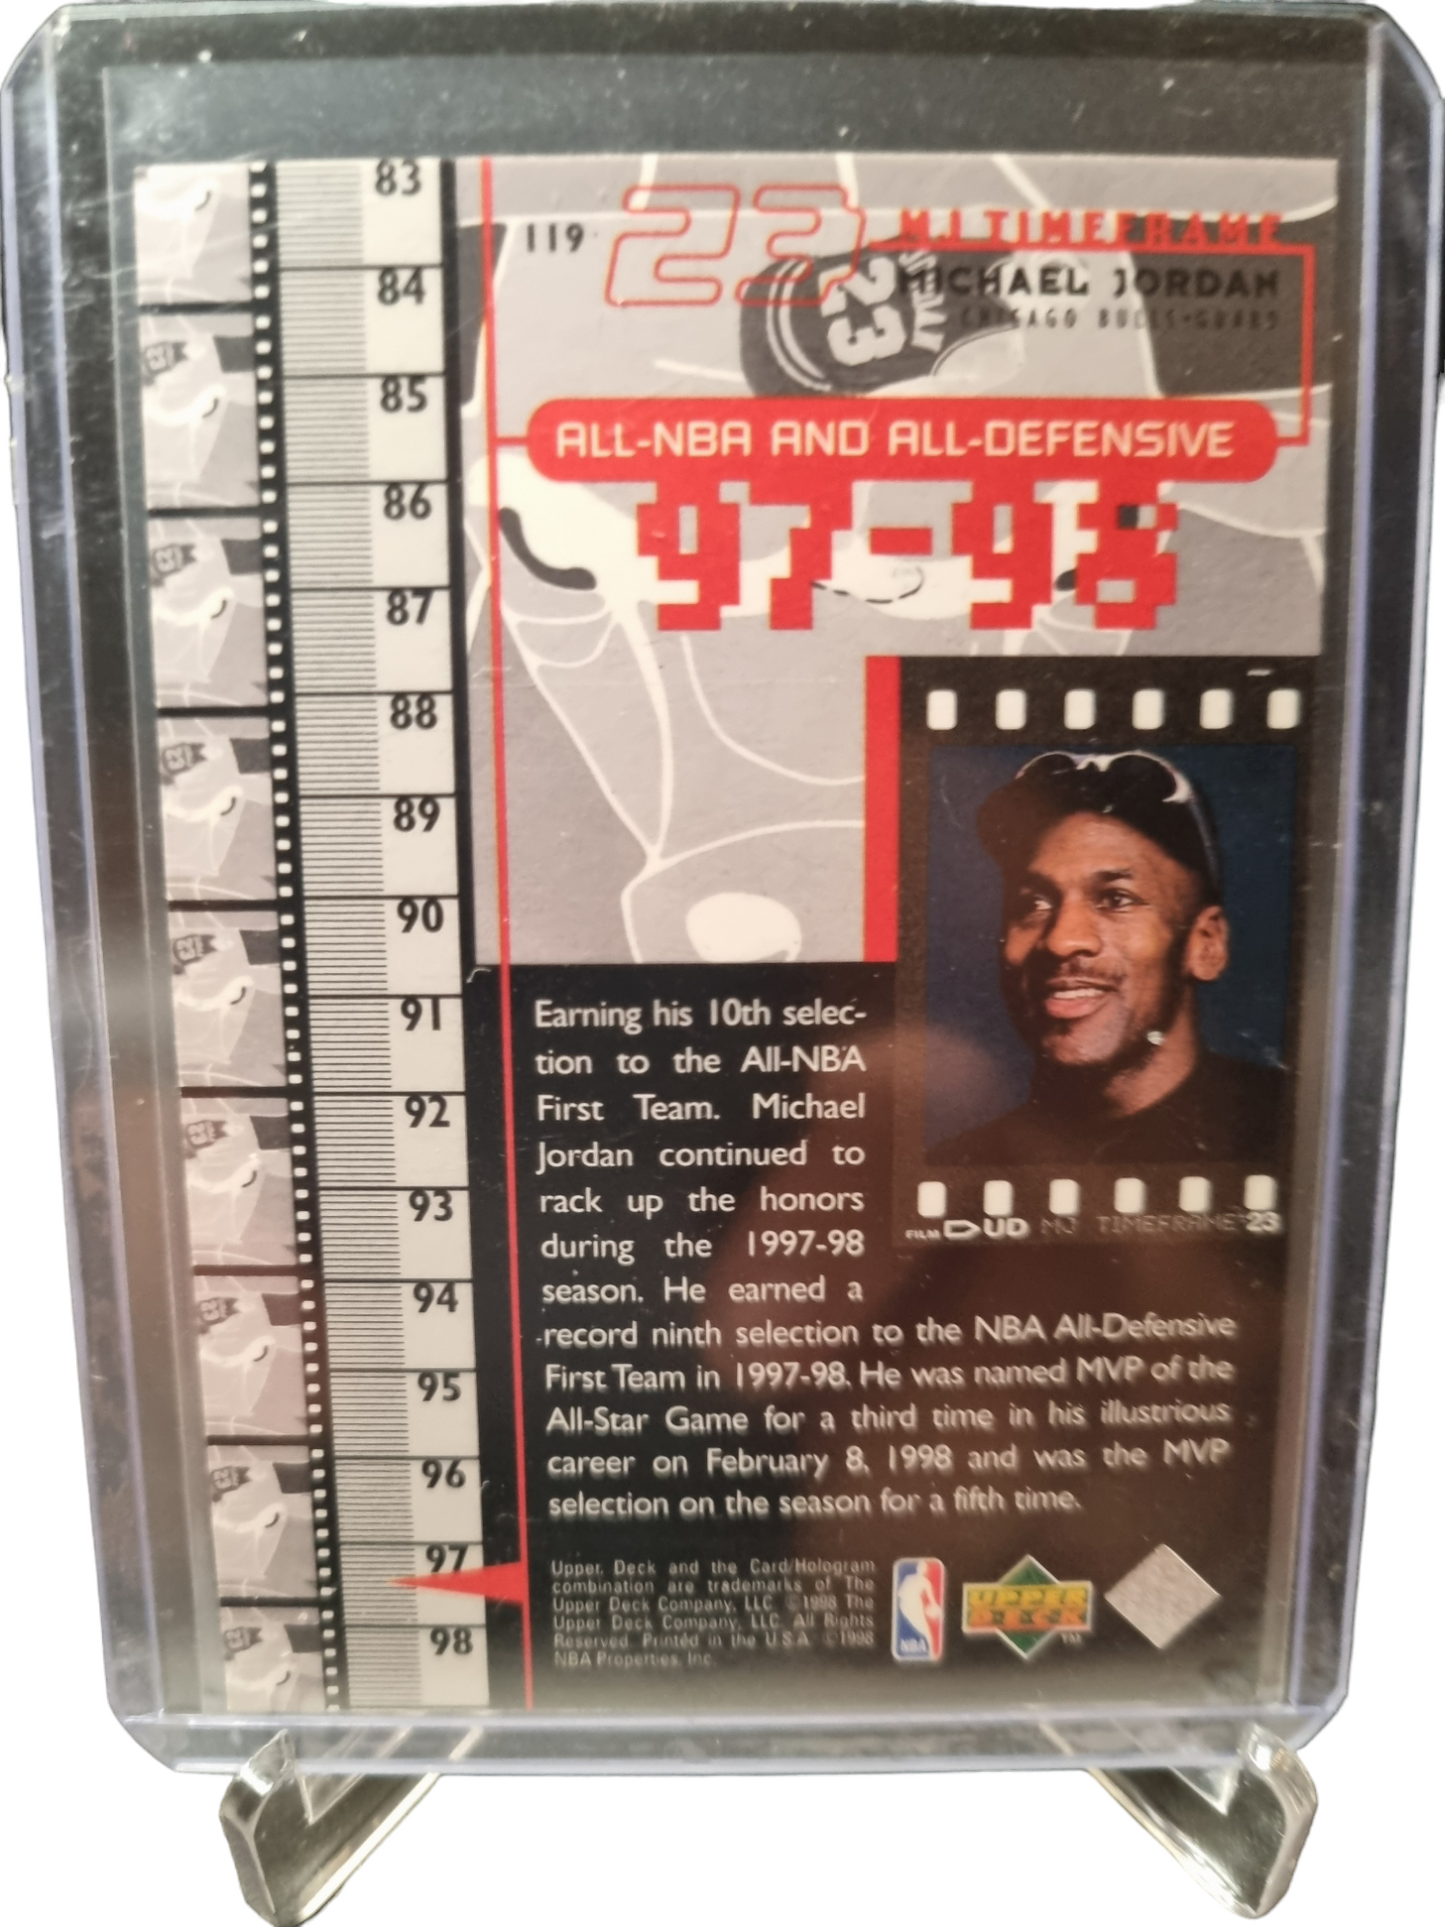 83
84
85
86
87
88
89
90
91
92
93
94
95
96
97
98
119
23
MJ TIMEFRAME
MICHAEL JORDAN
CHICAGO BULLS•GUARD
23
ALL-NBA AND ALL-DEFENSIVE
97-98
Earning his 10th selec-
tion to the All-NBA
First Team. Michael
Jordan continued to
rack up the honors
during the 1997-98
season. He earned a
record ninth selection to the NBA All-Defensive
First Team in 1997-98. He was named MVP of the
All-Star Game for a third time in his illustrious
career on February 8, 1998 and was the MVP
selection on the season for a fifth time.
FILM UD MJ TIMEFRAME 23
Upper Deck and the Card/Hologram
combination are trademarks of The
Upper Deck Company, LLC. ©1998 The
Upper Deck Company, LLC. All Rights
Reserved. Printed in the U.S.A. ©1998
NBA Properties, Inc.
NBA
UPPER
DECK
TM